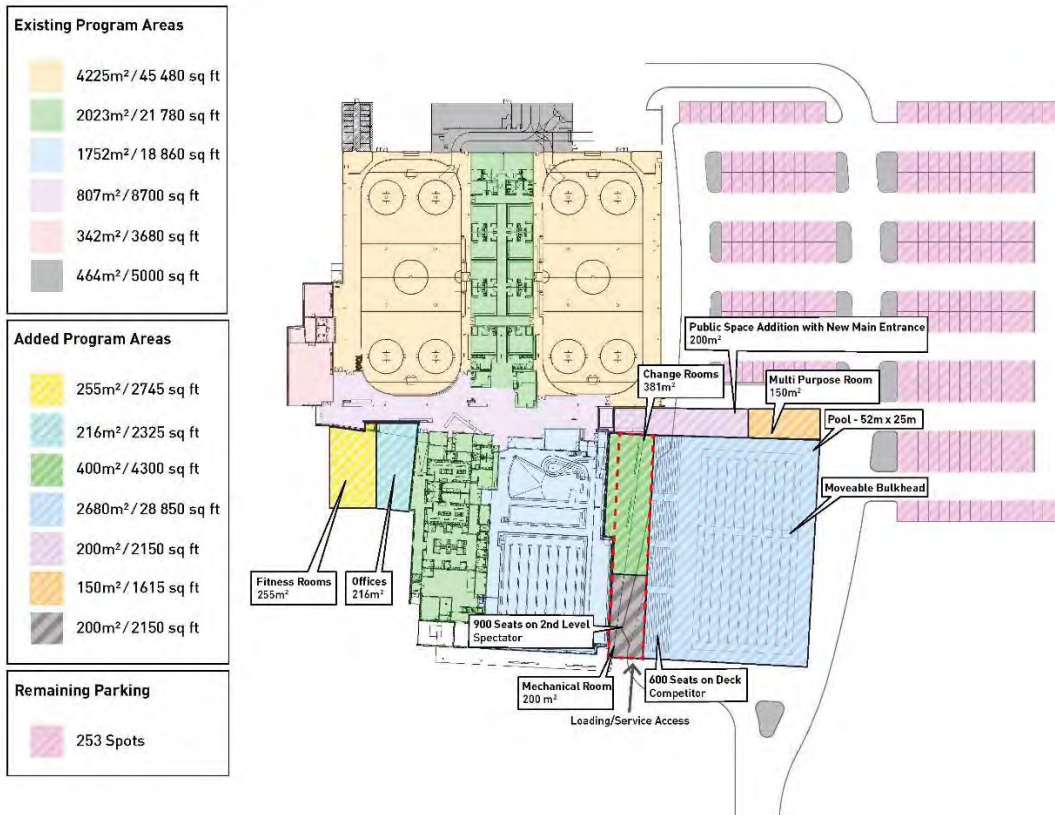 Existing Program Areas
4225m²/45 480 sq ft
2023m²/21 780 sq ft
1752m²/18 860 sq ft
807m²/8700 sq ft
342m²/3680 sq ft
464m²/5000 sq ft
Added Program Areas
255m²/2745 sq ft
216m²/2325 sq ft
400m²/4300 sq ft
2680m²/28 850 sq ft
200m²/2150 sq ft
150m²/1615 sq ft
200m²/2150 sq ft
Remaining Parking
253 Spots
Public Space Addition with New Main Entrance
200m²
Change Rooms
381m²
Multi Purpose Room
150m²
Pool - 52m x 25m
Moveable Bulkhead
Fitness Rooms
255m²
Offices
216m²
900 Seats on 2nd Level
Spectator
Mechanical Room
200 m²
600 Seats on Deck
Competitor
Loading/Service Access